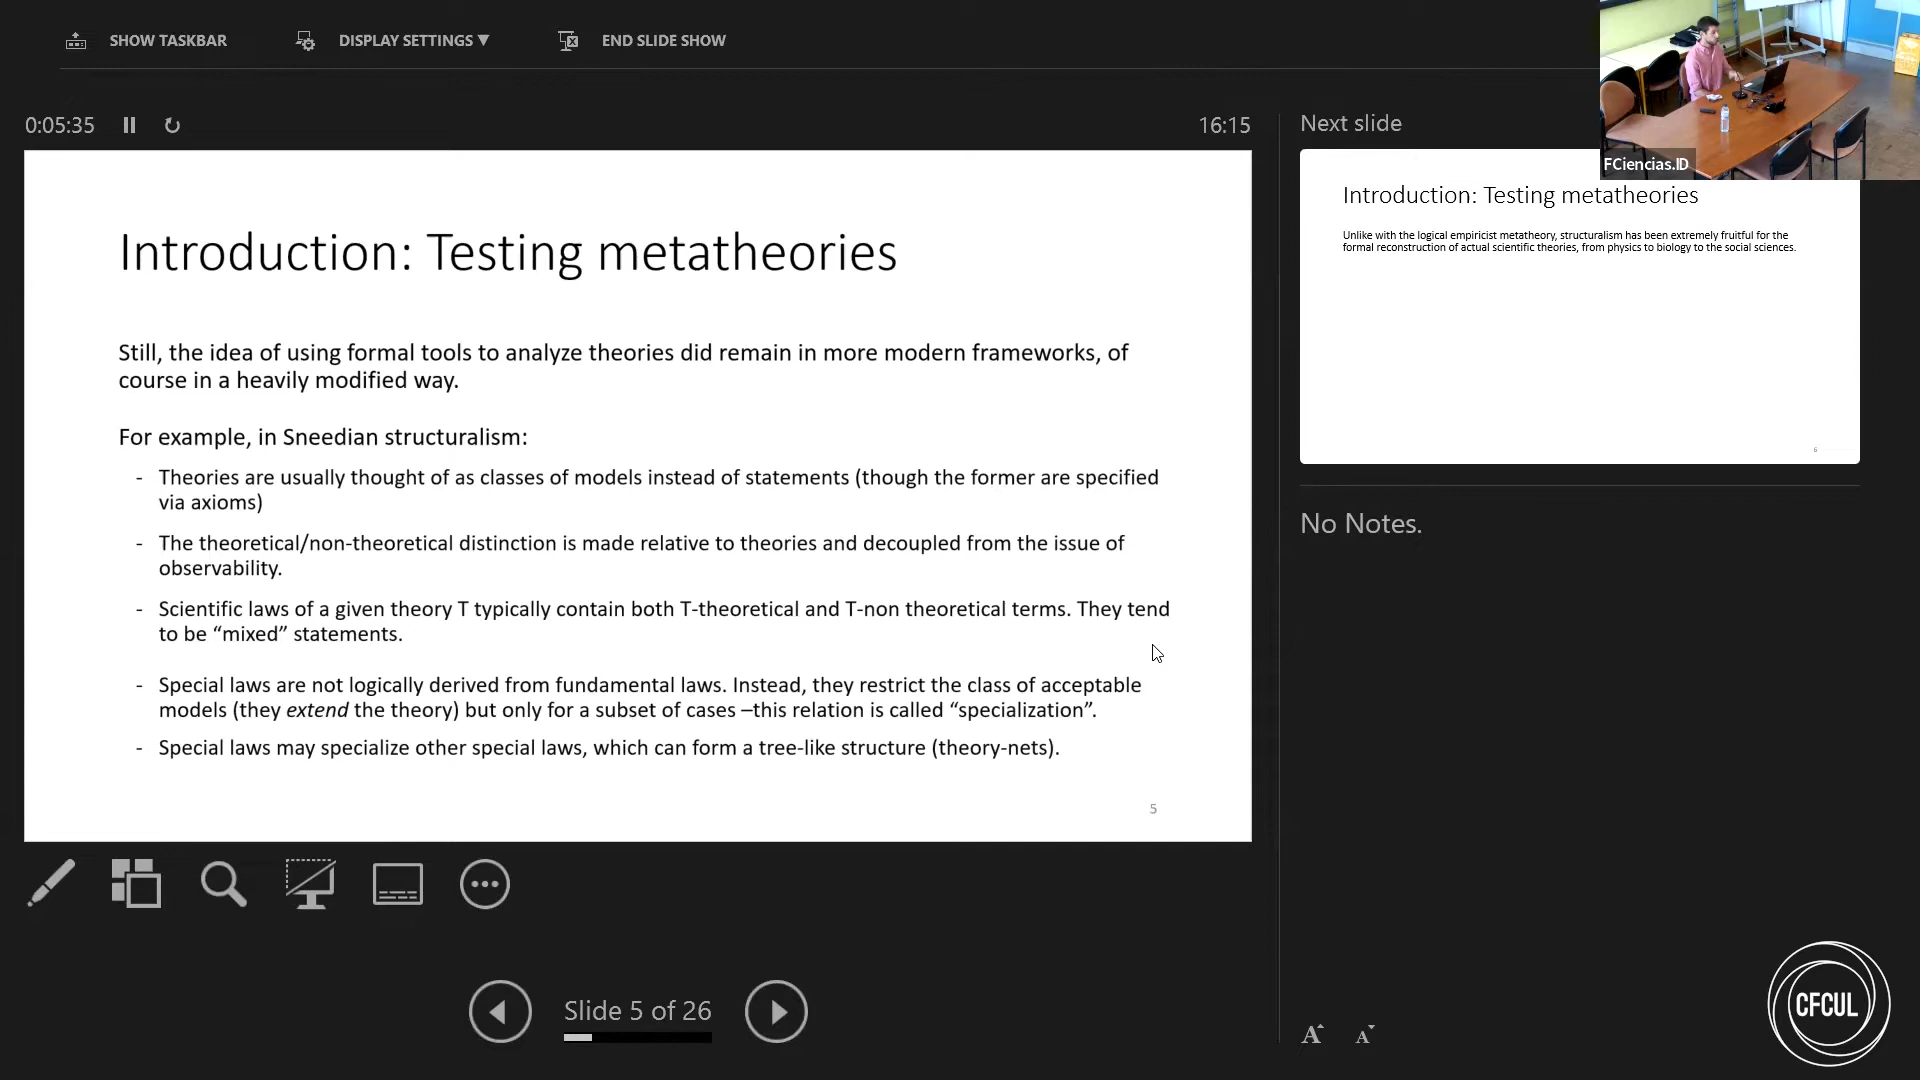 SHOW TASKBAR
DISPLAY SETTINGS ▼
END SLIDE SHOW
0:05:35
16:15
Next slide
FCiencias.ID
Introduction: Testing metatheories
Still, the idea of using formal tools to analyze theories did remain in more modern frameworks, of
course in a heavily modified way.
For example, in Sneedian structuralism:
- Theories are usually thought of as classes of models instead of statements (though the former are specified
via axioms)
- The theoretical/non-theoretical distinction is made relative to theories and decoupled from the issue of
observability.
- Scientific laws of a given theory T typically contain both T-theoretical and T-non theoretical terms. They tend
to be “mixed” statements.
- Special laws are not logically derived from fundamental laws. Instead, they restrict the class of acceptable
models (they extend the theory) but only for a subset of cases –this relation is called “specialization”.
- Special laws may specialize other special laws, which can form a tree-like structure (theory-nets).
5
Introduction: Testing metatheories
Unlike with the logical empiricist metatheory, structuralism has been extremely fruitful for the
formal reconstruction of actual scientific theories, from physics to biology to the social sciences.
6
No Notes.
Slide 5 of 26
A A
CFCUL